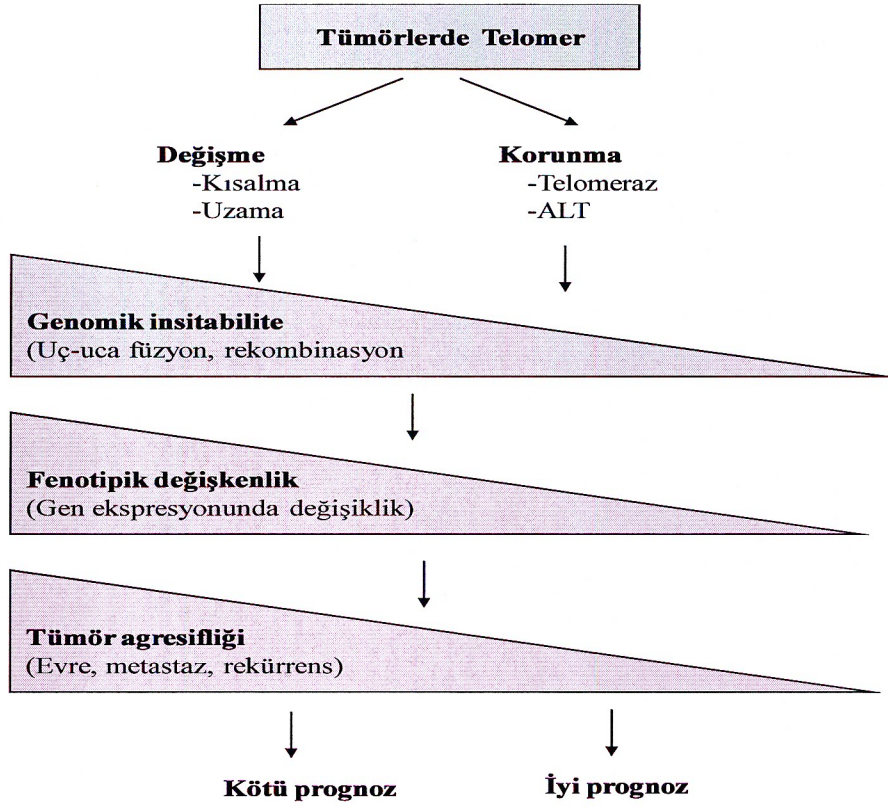 Tümörlerde Telomer
Değişme
-Kısalma
-Uzama
Korunma
-Telomeraz
-ALT
Genomik insitabilite
(Uç-uca füzyon, rekombinasyon
Fenotipik değişkenlik
(Gen ekspresyonunda değişiklik)
Tümör agresifliği
(Evre, metastaz, rekürrens)
Kötü prognoz
İyi prognoz